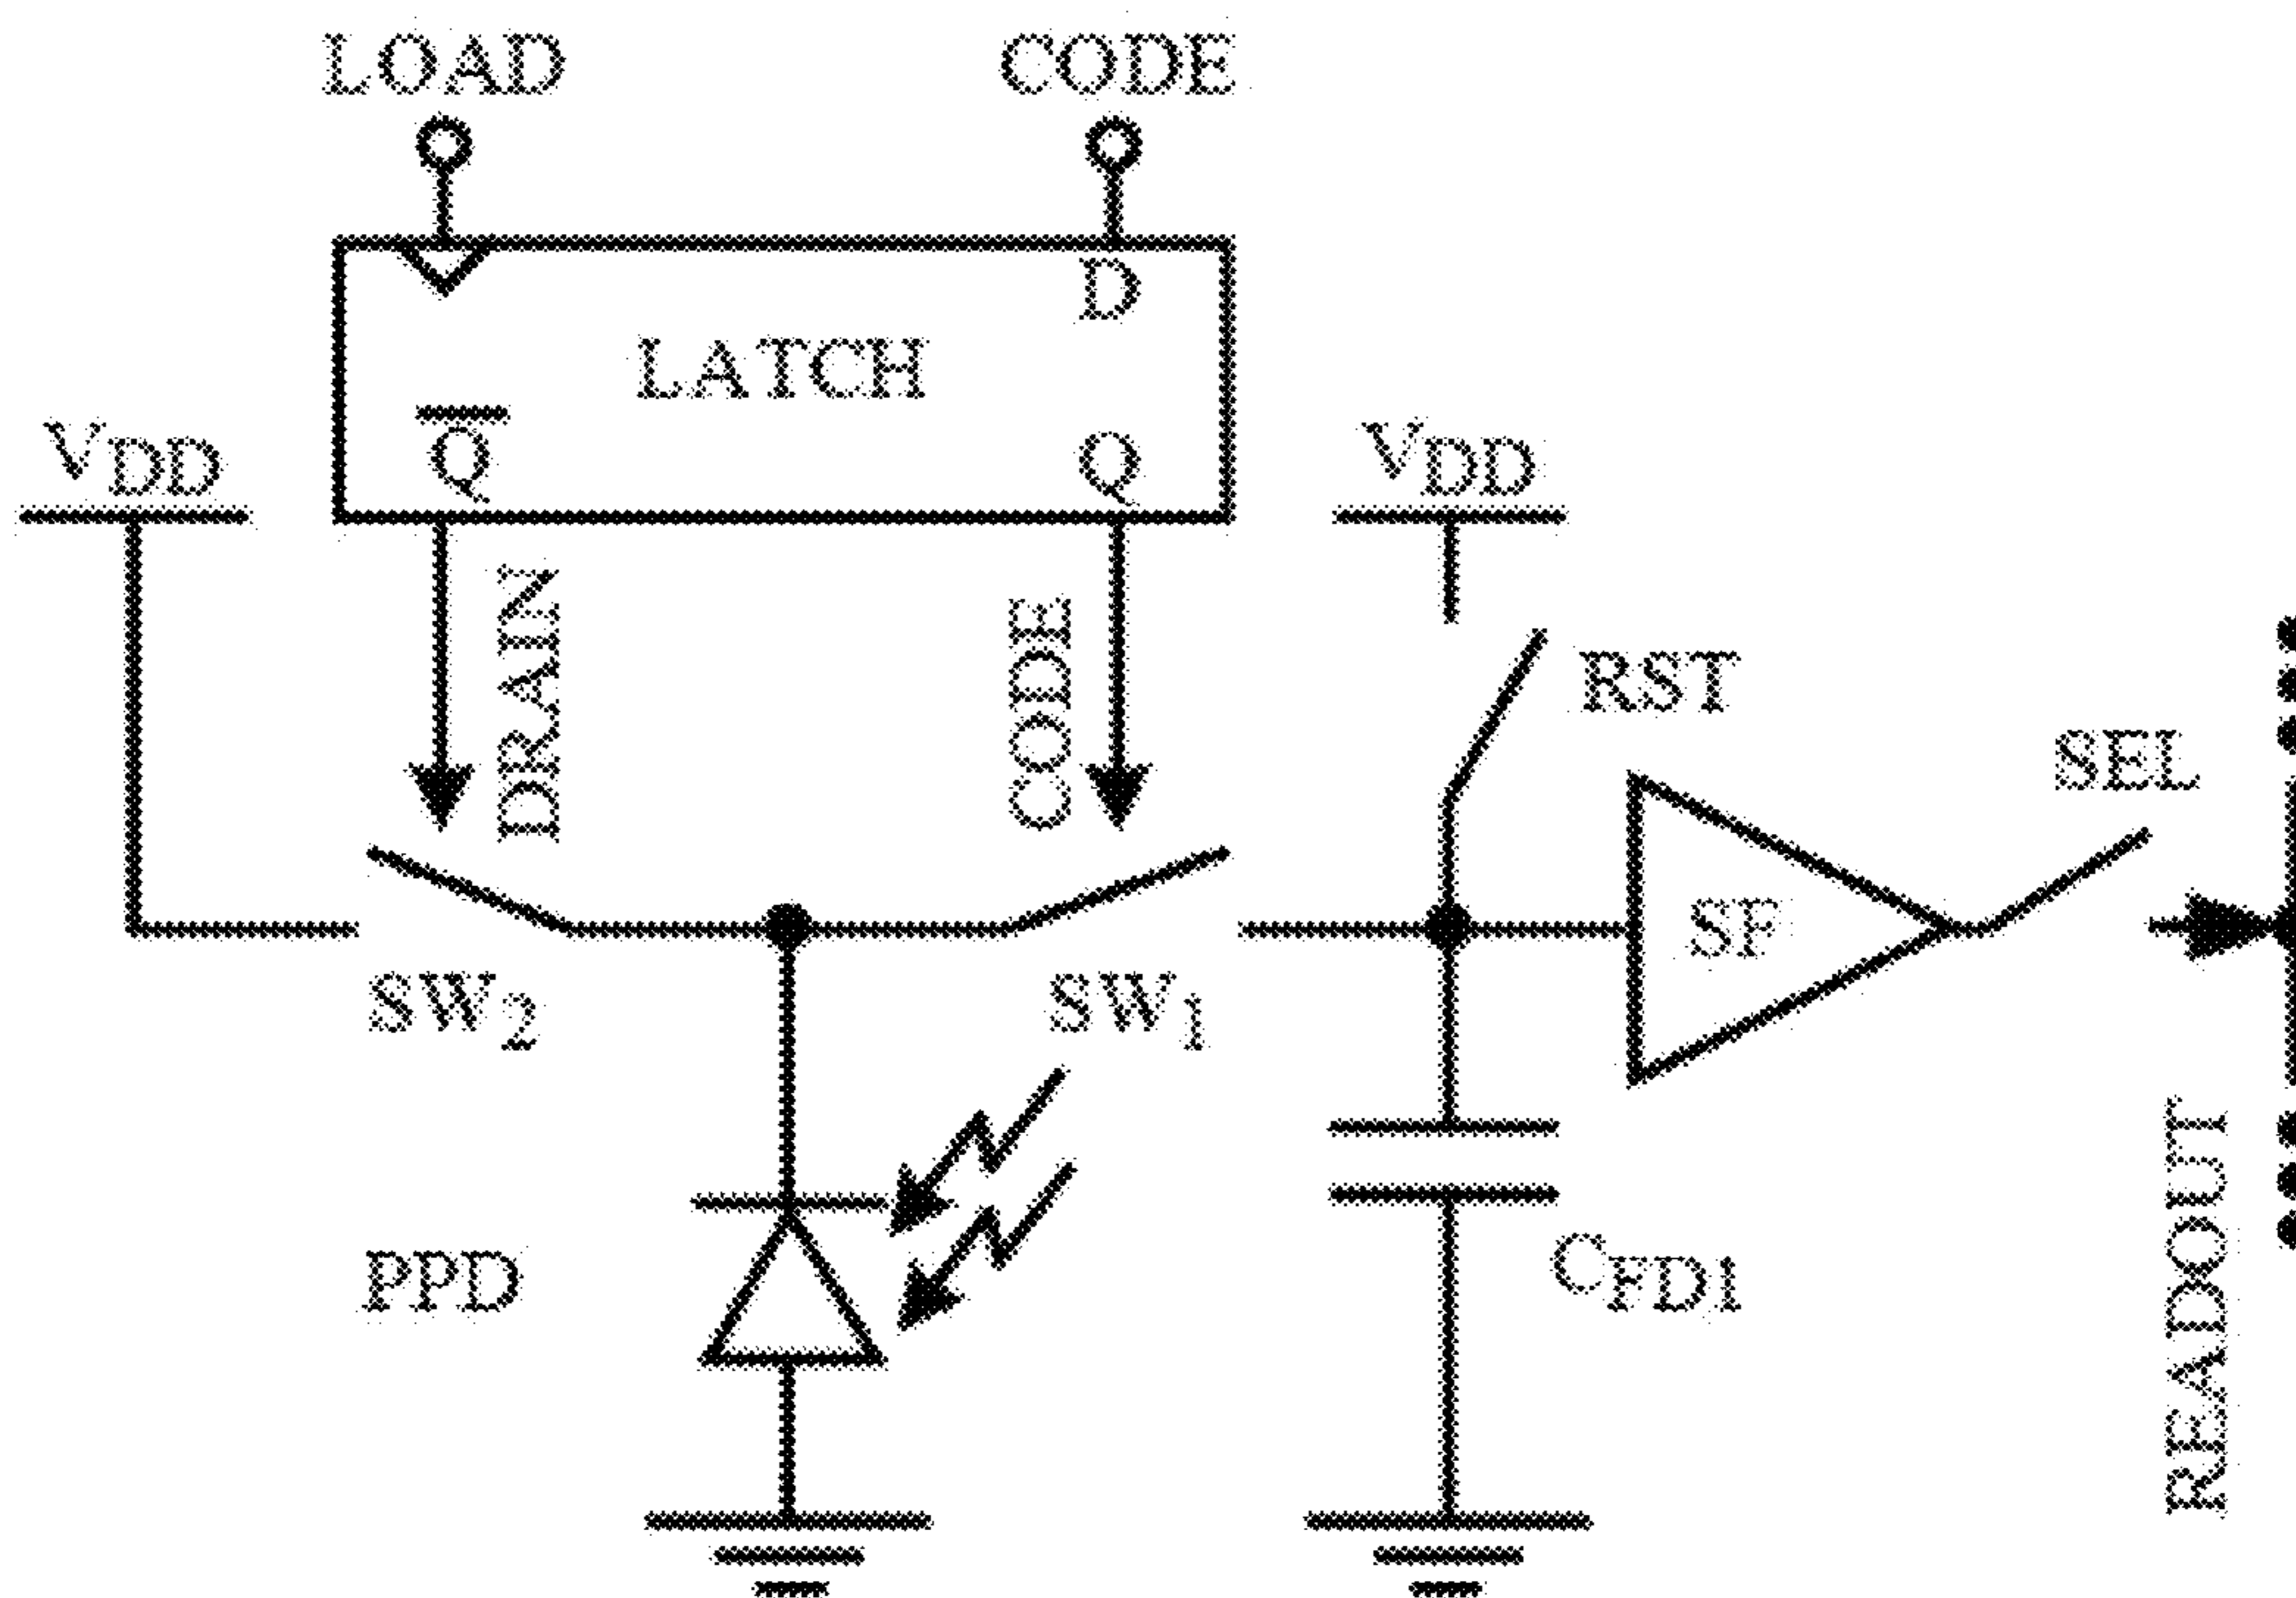 LOAD
CODE
D
LATCH
Q
Q
VDD
VDD
DRAIN
CODE
RST
SEL
SF
SW2
SW1
PPD
CFD1
READOUT